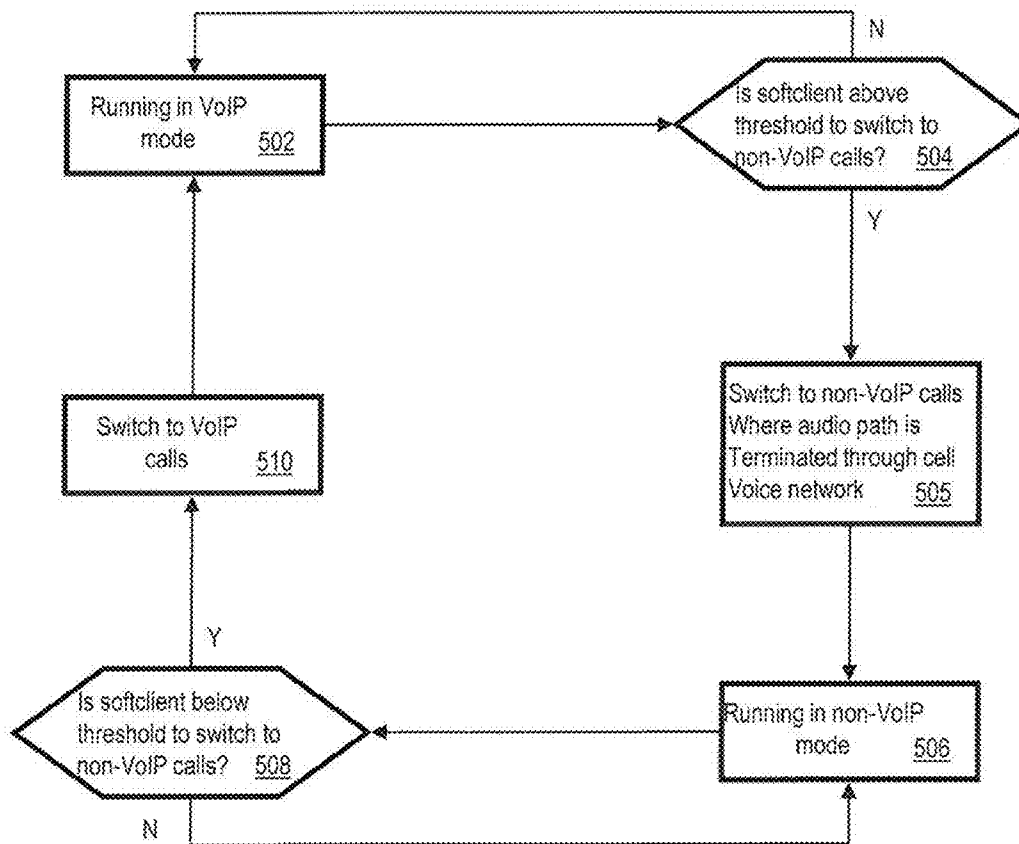 N
Running in VoIP
mode 502
is softclient above
threshold to switch to
non-VoIP calls? 504
Y
Switch to non-VoIP calls
Where audio path is
Terminated through cell
Voice network 505
Switch to VoIP
calls 510
Y
Is softclient below
threshold to switch to
non-VoIP calls? 508
Running in non-VoIP
mode 506
N